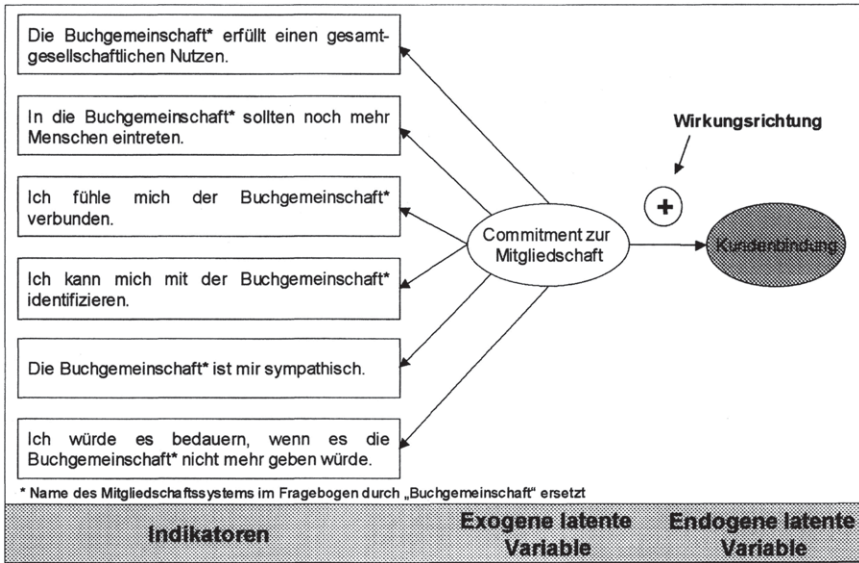 Die Buchgemeinschaft* erfüllt einen gesamt-
gesellschaftlichen Nutzen.
In die Buchgemeinschaft* sollten noch mehr
Menschen eintreten.
Ich fühle mich der Buchgemeinschaft*
verbunden.
Ich kann mich mit der Buchgemeinschaft*
identifizieren.
Die Buchgemeinschaft* ist mir sympathisch.
Ich würde es bedauern, wenn es die
Buchgemeinschaft* nicht mehr geben würde.
* Name des Mitgliedschaftssystems im Fragebogen durch „Buchgemeinschaft" ersetzt
Wirkungsrichtung
+
Commitment zur
Mitgliedschaft
Kundenbindung
Indikatoren
Exogene latente
Variable
Endogene latente
Variable